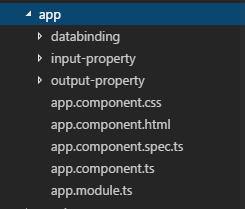 app
databinding
input-property
output-property
app.component.css
app.component.html
app.component.spec.ts
app.component.ts
app.module.ts